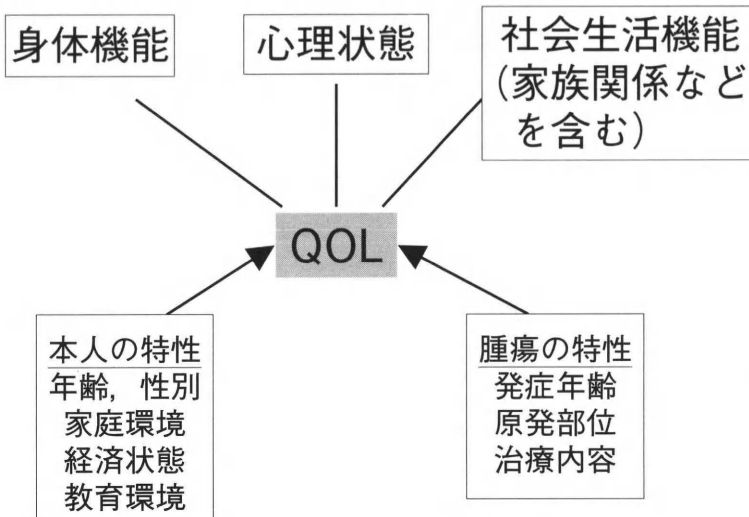 身体機能
心理状態
社会生活機能
(家族関係など
を含む)
QOL
本人の特性
年齢, 性別
家庭環境
経済状態
教育環境
腫瘍の特性
発症年齢
原発部位
治療内容